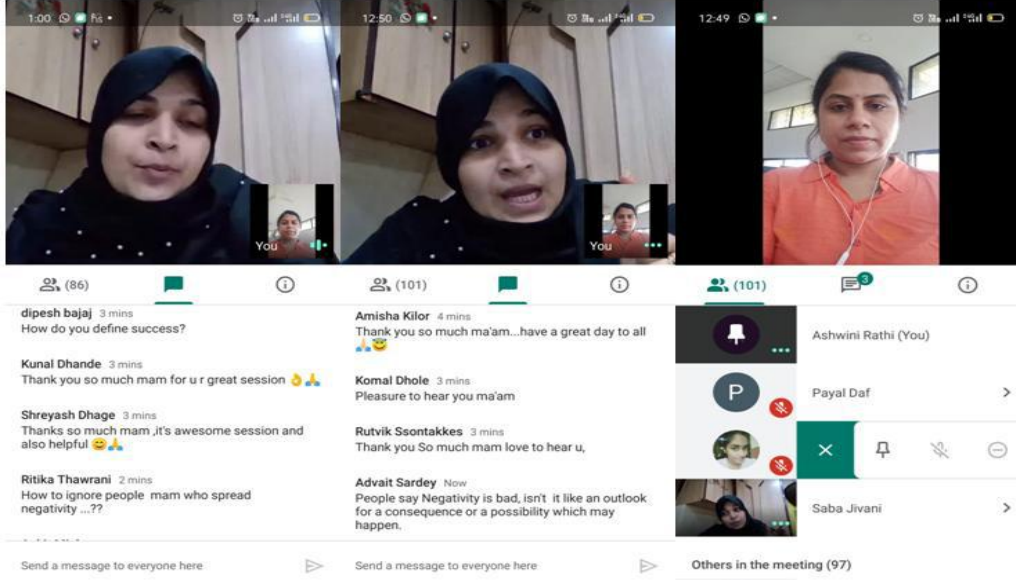 1:00
You
(86)
dipesh bajaj 3 mins
How do you define success?
Kunal Dhande 3 mins
Thank you so much mam for u r great session 👌🙏
Shreyash Dhage 3 mins
Thanks so much mam ,it's awesome session and
also helpful 😊🙏
Ritika Thawrani 2 mins
How to ignore people mam who spread
negativity ...??
Send a message to everyone here
12:50
You
(101)
Amisha Kilor 4 mins
Thank you so much ma'am...have a great day to all
🙏😇
Komal Dhole 3 mins
Pleasure to hear you ma'am
Rutvik Ssontakkes 3 mins
Thank you So much mam love to hear u,
Advait Sardey Now
People say Negativity is bad, isn't it like an outlook
for a consequence or a possibility which may
happen.
Send a message to everyone here
12:49
(101)
3
Ashwini Rathi (You)
P
Payal Daf
Saba Jivani
Others in the meeting (97)